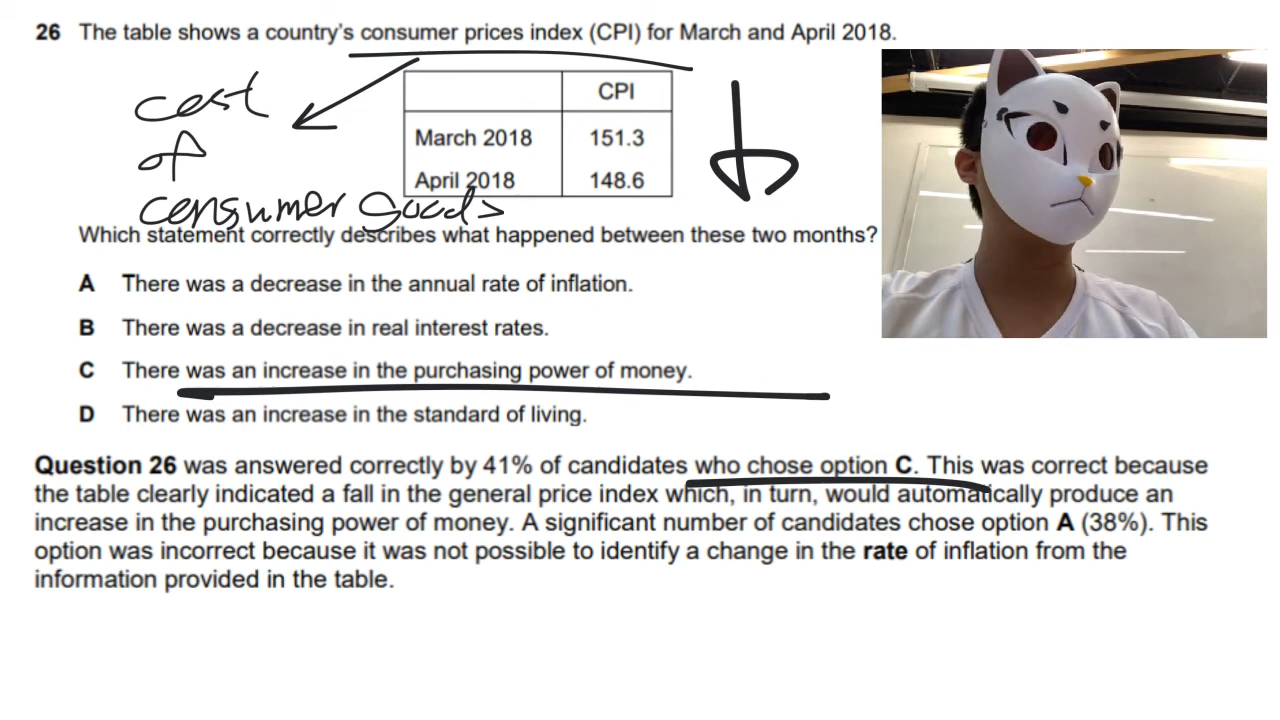 26 The table shows a country's consumer prices index (CPI) for March and April 2018.
CPI
cost
March 2018 151.3
of
April 2018 148.6
consumer Goods
Which statement correctly describes what happened between these two months?
A There was a decrease in the annual rate of inflation.
B There was a decrease in real interest rates.
C There was an increase in the purchasing power of money.
D There was an increase in the standard of living.
Question 26 was answered correctly by 41% of candidates who chose option C. This was correct because
the table clearly indicated a fall in the general price index which, in turn, would automatically produce an
increase in the purchasing power of money. A significant number of candidates chose option A (38%). This
option was incorrect because it was not possible to identify a change in the rate of inflation from the
information provided in the table.